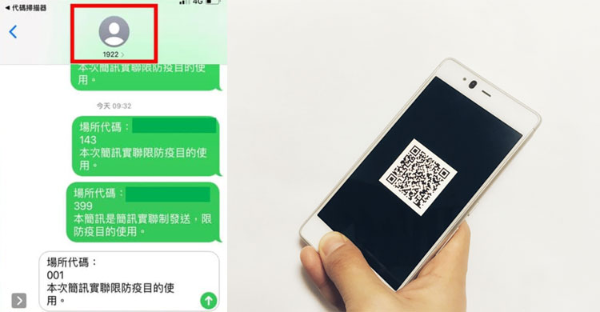 代碼掃描器
4G
1922
本次簡訊實聯限防疫目的使
用。
今天 09:32
場所代碼：
143
本次簡訊實聯限防疫目的使
用。
場所代碼：
399
本簡訊是簡訊實聯制發送，限
防疫目的使用。
場所代碼：
001
本次簡訊實聯限防疫目的使
用。